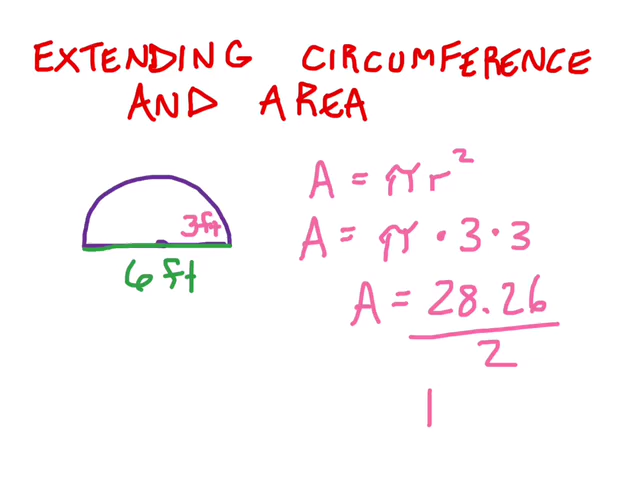 EXTENDING CIRCUMFERENCE
AND AREA
3ft
6 ft
A = πr²
A = π • 3 • 3
A = 28.26
2
1